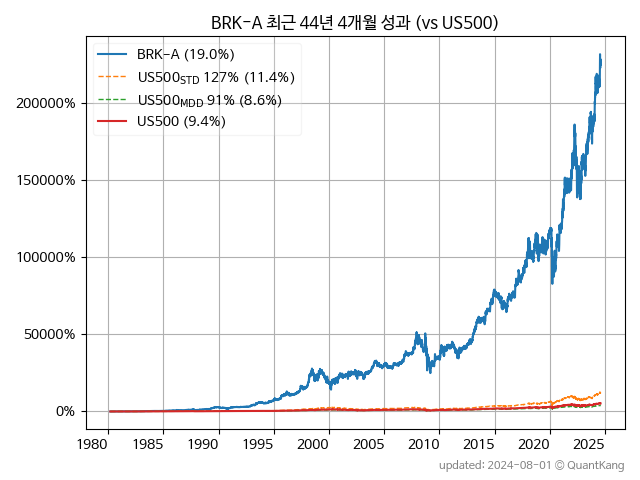 BRK-A 최근 44년 4개월 성과 (vs US500)
BRK-A (19.0%)
US500STD 127% (11.4%)
US500MDD 91% (8.6%)
US500 (9.4%)
200000%
150000%
100000%
50000%
0%
1980 1985 1990 1995 2000 2005 2010 2015 2020 2025
updated: 2024-08-01 © QuantKang